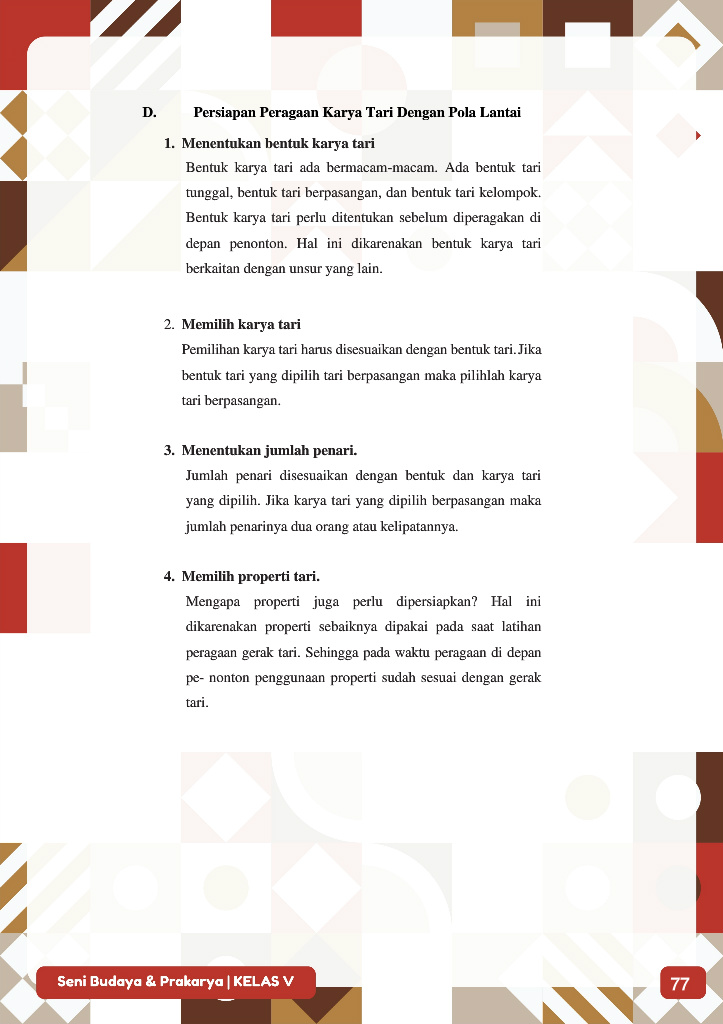 D. Persiapan Peragaan Karya Tari Dengan Pola Lantai
1. Menentukan bentuk karya tari
Bentuk karya tari ada bermacam-macam. Ada bentuk tari
tunggal, bentuk tari berpasangan, dan bentuk tari kelompok.
Bentuk karya tari perlu ditentukan sebelum diperagakan di
depan penonton. Hal ini dikarenakan bentuk karya tari
berkaitan dengan unsur yang lain.
2. Memilih karya tari
Pemilihan karya tari harus disesuaikan dengan bentuk tari.Jika
bentuk tari yang dipilih tari berpasangan maka pilihlah karya
tari berpasangan.
3. Menentukan jumlah penari.
Jumlah penari disesuaikan dengan bentuk dan karya tari
yang dipilih. Jika karya tari yang dipilih berpasangan maka
jumlah penarinya dua orang atau kelipatannya.
4. Memilih properti tari.
Mengapa properti juga perlu dipersiapkan? Hal ini
dikarenakan properti sebaiknya dipakai pada saat latihan
peragaan gerak tari. Sehingga pada waktu peragaan di depan
pe- nonton penggunaan properti sudah sesuai dengan gerak
tari.
Seni Budaya & Prakarya | KELAS V
77